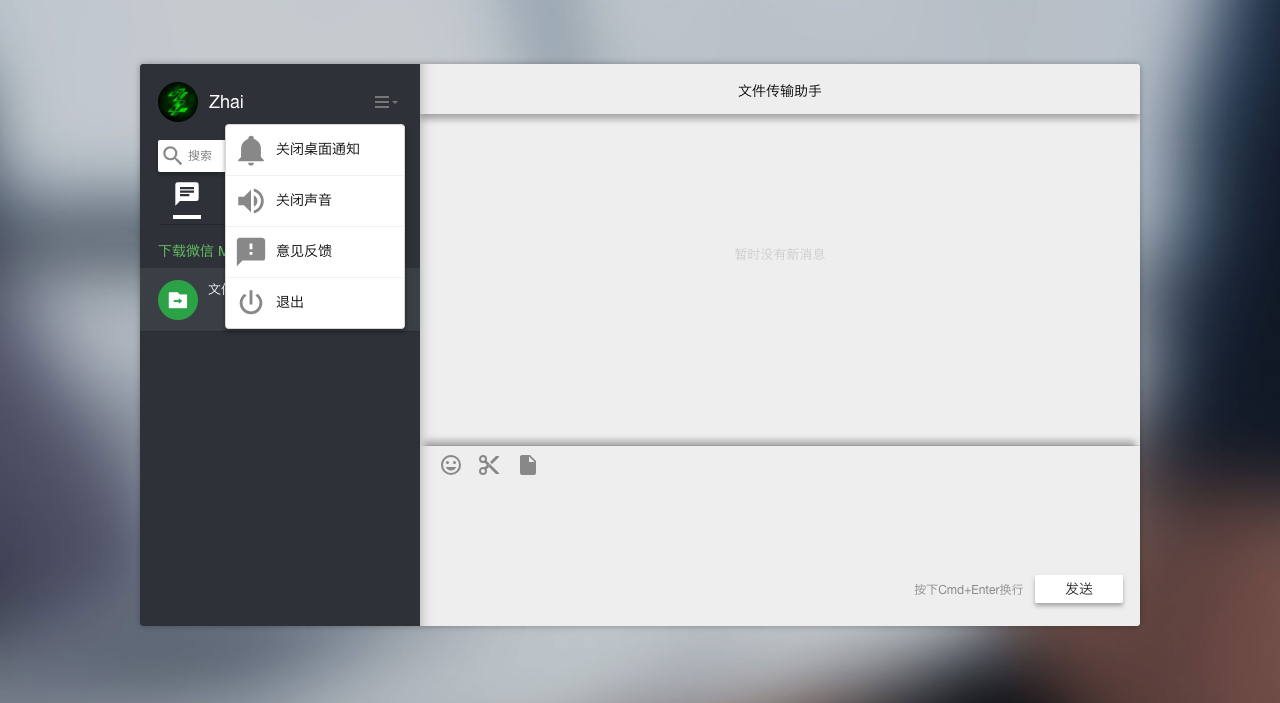 Zhai
文件传输助手
搜索
关闭桌面通知
关闭声音
下载微信
意见反馈
暂时没有新消息
文
退出
按下Cmd+Enter换行
发送